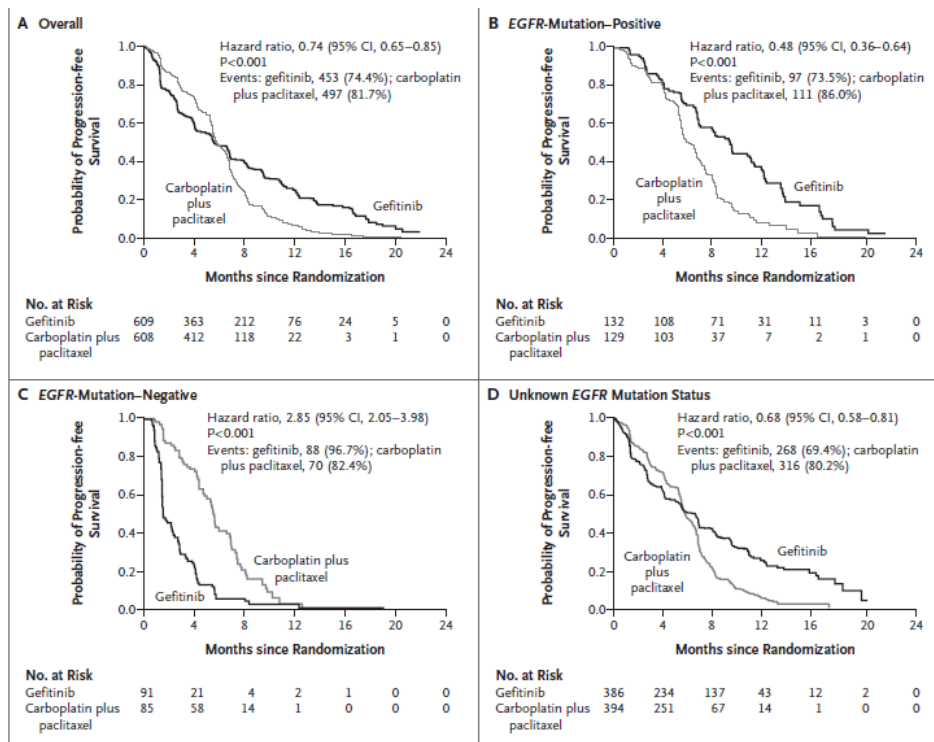 A Overall
Hazard ratio, 0.74 (95% CI, 0.65–0.85)
P<0.001
Events: gefitinib, 453 (74.4%); carboplatin
plus paclitaxel, 497 (81.7%)
Probability of Progression-free
Survival
1.0
0.8
0.6
0.4
0.2
0.0
Carboplatin
plus
paclitaxel
Gefitinib
0 4 8 12 16 20 24
Months since Randomization
No. at Risk
Gefitinib 609 363 212 76 24 5 0
Carboplatin plus 608 412 118 22 3 1 0
paclitaxel
B EGFR-Mutation–Positive
Hazard ratio, 0.48 (95% CI, 0.36–0.64)
P<0.001
Events: gefitinib, 97 (73.5%); carboplatin
plus paclitaxel, 111 (86.0%)
Probability of Progression-free
Survival
1.0
0.8
0.6
0.4
0.2
0.0
Carboplatin
plus
paclitaxel
Gefitinib
0 4 8 12 16 20 24
Months since Randomization
No. at Risk
Gefitinib 132 108 71 31 11 3 0
Carboplatin plus 129 103 37 7 2 1 0
paclitaxel
C EGFR-Mutation–Negative
Hazard ratio, 2.85 (95% CI, 2.05–3.98)
P<0.001
Events: gefitinib, 88 (96.7%); carboplatin
plus paclitaxel, 70 (82.4%)
Probability of Progression-free
Survival
1.0
0.8
0.6
0.4
0.2
0.0
Carboplatin plus
paclitaxel
Gefitinib
0 4 8 12 16 20 24
Months since Randomization
No. at Risk
Gefitinib 91 21 4 2 1 0 0
Carboplatin plus 85 58 14 1 0 0 0
paclitaxel
D Unknown EGFR Mutation Status
Hazard ratio, 0.68 (95% CI, 0.58–0.81)
P<0.001
Events: gefitinib, 268 (69.4%); carboplatin
plus paclitaxel, 316 (80.2%)
Probability of Progression-free
Survival
1.0
0.8
0.6
0.4
0.2
0.0
Carboplatin
plus
paclitaxel
Gefitinib
0 4 8 12 16 20 24
Months since Randomization
No. at Risk
Gefitinib 386 234 137 43 12 2 0
Carboplatin plus 394 251 67 14 1 0 0
paclitaxel